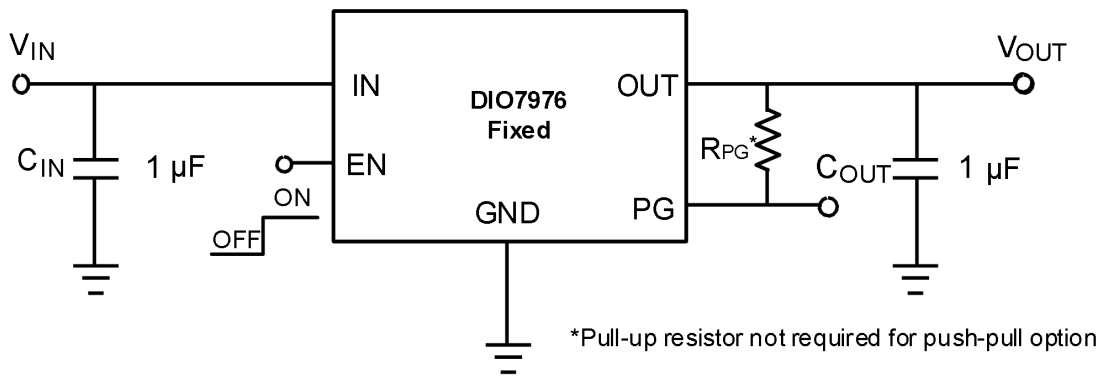 VIN
VOUT
IN
OUT
DIO7976
Fixed
RPG*
CIN
1 µF
EN
COUT
1 µF
ON
OFF
GND
PG
*Pull-up resistor not required for push-pull option